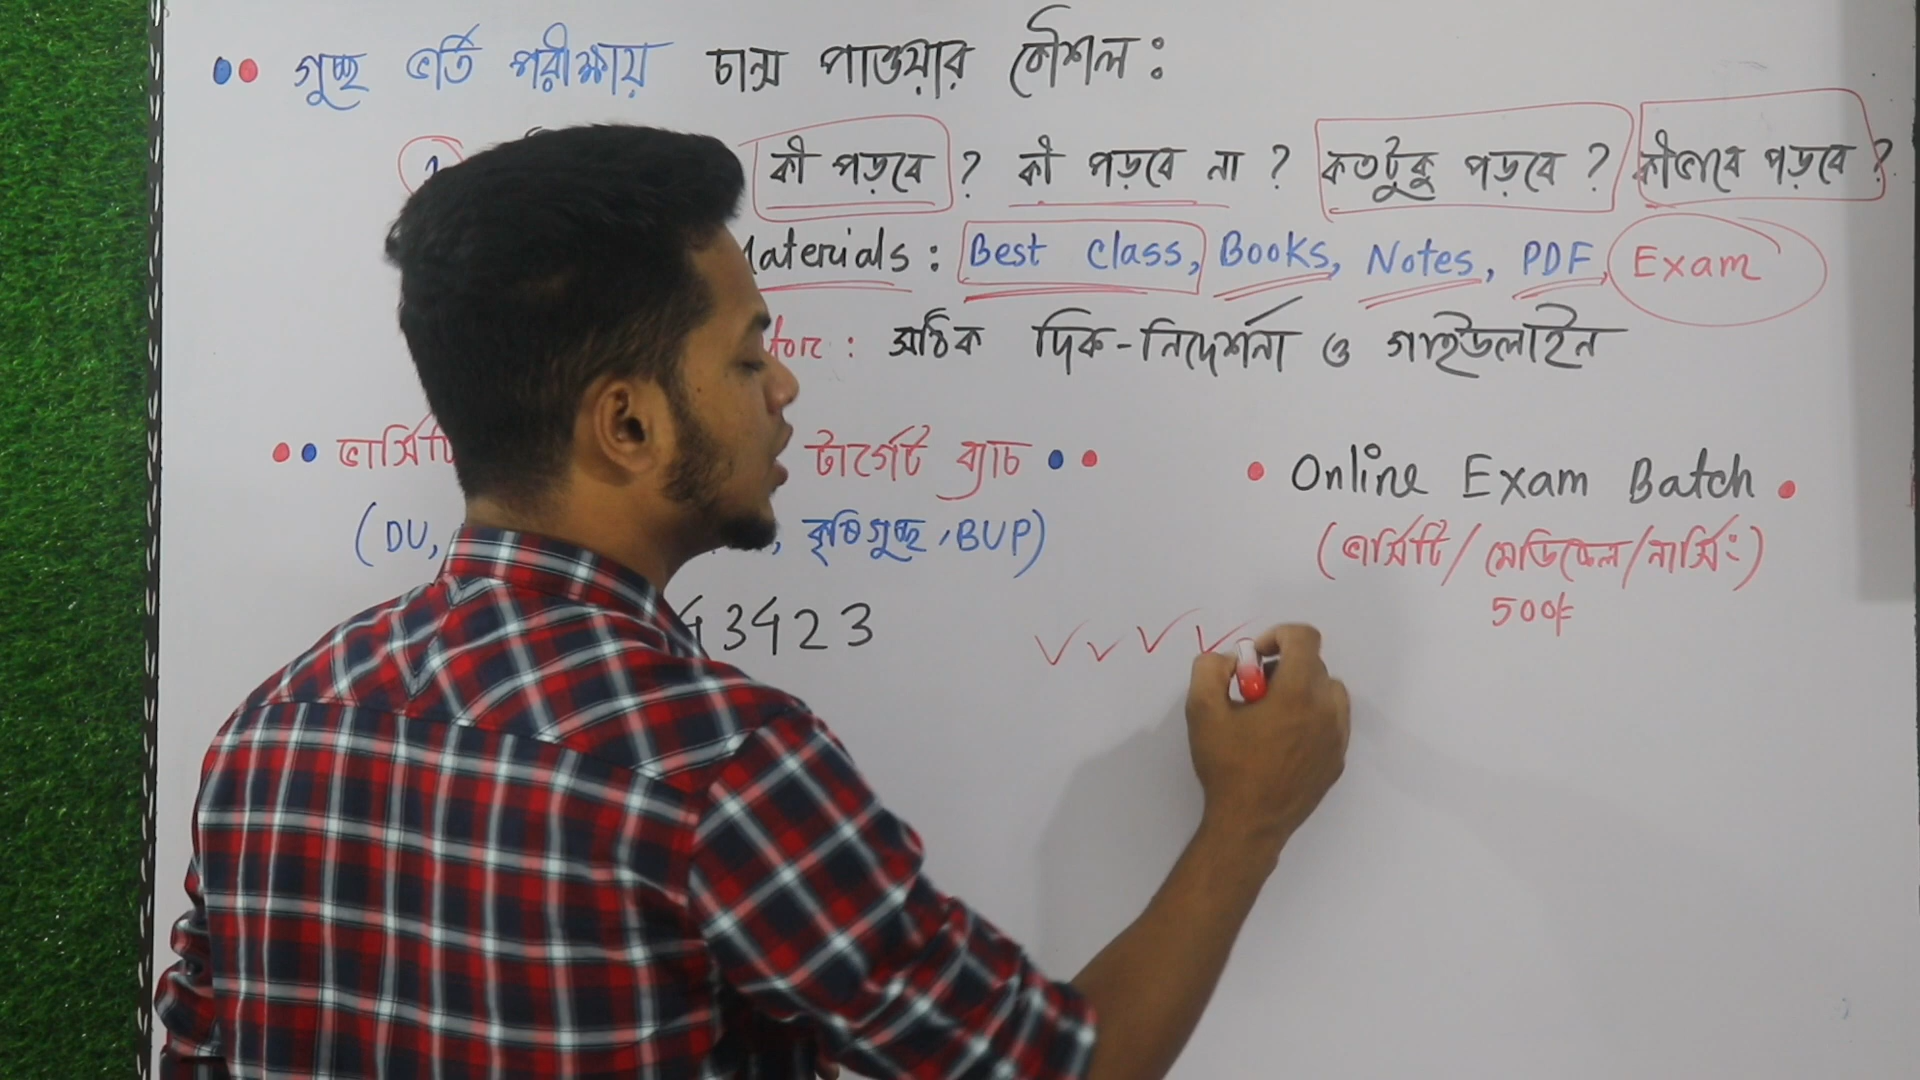 গুচ্ছ ভর্তি পরীক্ষায় চান্স পাওয়ার কৌশল :
কী পড়বে ? কী পড়বে না ? কতটুকু পড়বে ? কীভাবে পড়বে ?
Materials : Best Class, Books, Notes, PDF, Exam
: সঠিক দিক-নির্দেশনা ও গাইডলাইন
টার্গেট ব্যাচ
(DU, কৃষিগুচ্ছ, BUP)
3423
Online Exam Batch
(ভার্সিটি/মেডিকেল/নার্সিং)
500/=